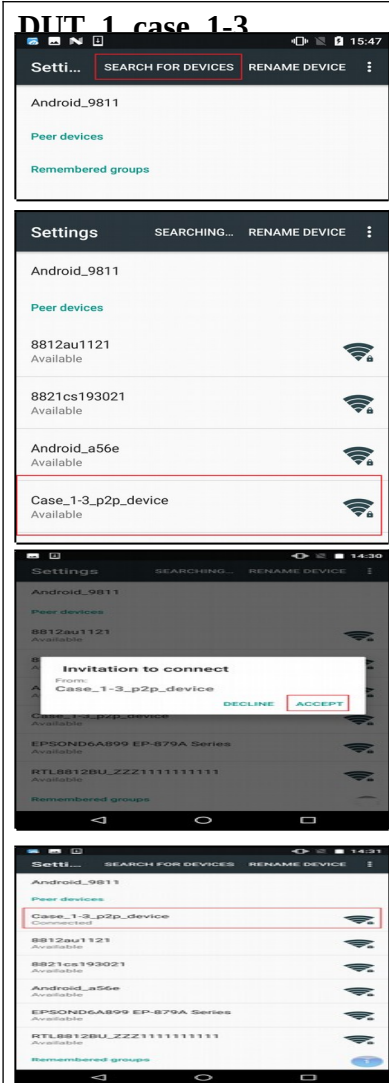 DUT_1_case_1-3
15:47
Setti... SEARCH FOR DEVICES RENAME DEVICE
Android_9811
Peer devices
Remembered groups
Settings SEARCHING... RENAME DEVICE
Android_9811
Peer devices
8812au1121
Available
8821cs193021
Available
Android_a56e
Available
Case_1-3_p2p_device
Available
14:30
Settings SEARCHING... RENAME DEVICE
Android_9811
Peer devices
8812au1121
Available
8
Invitation to connect
From:
A
Case_1-3_p2p_device
DECLINE ACCEPT
Case_1-3_p2p_device
Available
EPSOND6A899 EP-879A Series
Available
RTL8812BU_ZZZ1111111111
Available
Remembered groups
14:31
Setti... SEARCH FOR DEVICES RENAME DEVICE
Android_9811
Peer devices
Case_1-3_p2p_device
Connected
8812au1121
Available
8821cs193021
Available
Android_a56e
Available
EPSOND6A899 EP-879A Series
Available
RTL8812BU_ZZZ1111111111
Available
Remembered groups